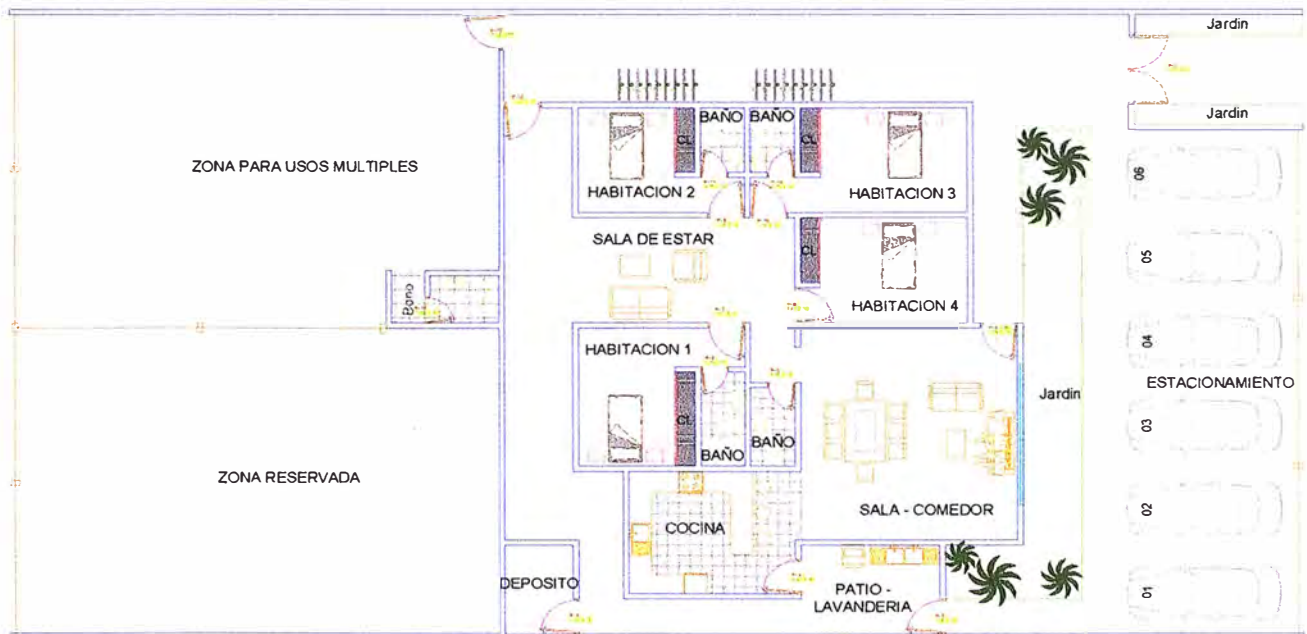 Jardin
Jardin
BAÑO
BAÑO
CL
CL
ZONA PARA USOS MULTIPLES
06
HABITACION 2
HABITACION 3
SALA DE ESTAR
CL
05
Baño
HABITACION 4
04
HABITACION 1
ESTACIONAMIENTO
Jardin
03
CL
BAÑO
BAÑO
ZONA RESERVADA
SALA - COMEDOR
02
COCINA
DEPOSITO
PATIO -
LAVANDERIA
01